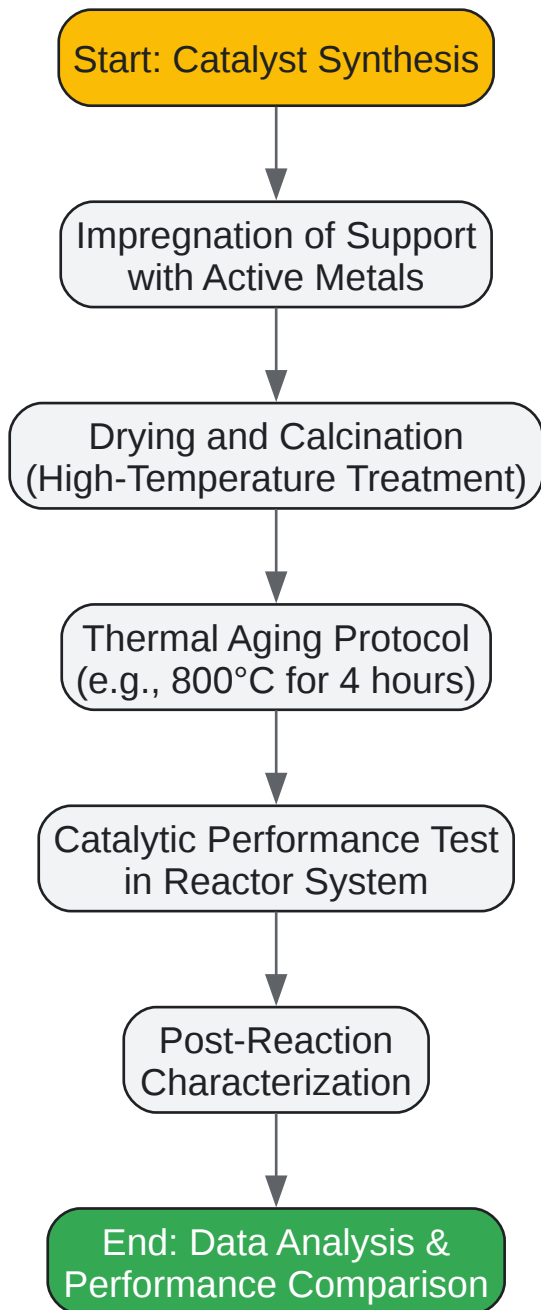 Start: Catalyst Synthesis
Impregnation of Support
with Active Metals
Drying and Calcination
(High-Temperature Treatment)
Thermal Aging Protocol
(e.g., 800°C for 4 hours)
Catalytic Performance Test
in Reactor System
Post-Reaction
Characterization
End: Data Analysis &
Performance Comparison